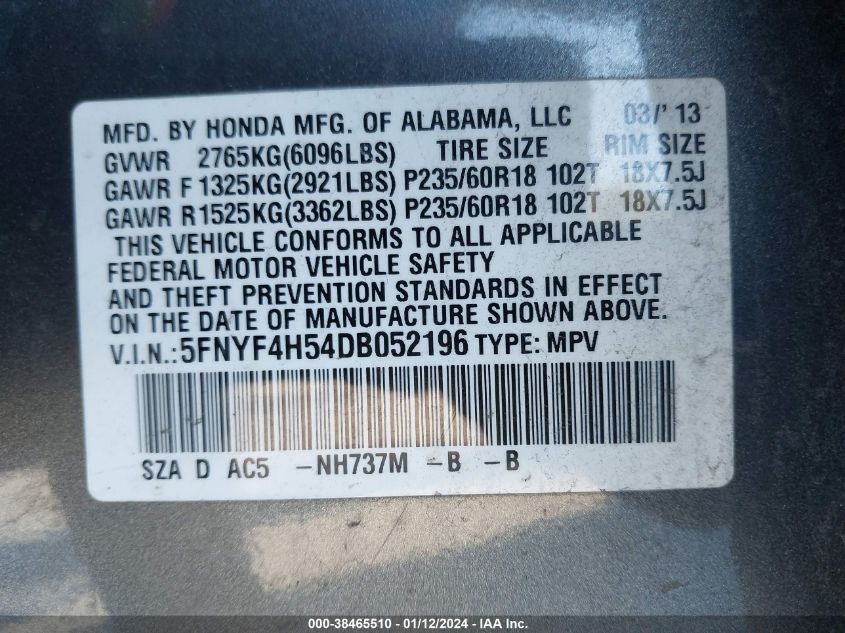 MFD. BY HONDA MFG. OF ALABAMA, LLC 03/' 13
GVWR 2765KG(6096LBS) TIRE SIZE RIM SIZE
GAWR F 1325KG(2921LBS) P235/60R18 102T 18X7.5J
GAWR R1525KG(3362LBS) P235/60R18 102T 18X7.5J
THIS VEHICLE CONFORMS TO ALL APPLICABLE
FEDERAL MOTOR VEHICLE SAFETY
AND THEFT PREVENTION STANDARDS IN EFFECT
ON THE DATE OF MANUFACTURE SHOWN ABOVE.
V.I.N.:5FNYF4H54DB052196 TYPE: MPV
SZA D AC5 -NH737M -B -B
000-38465510 - 01/12/2024 - IAA, Inc.